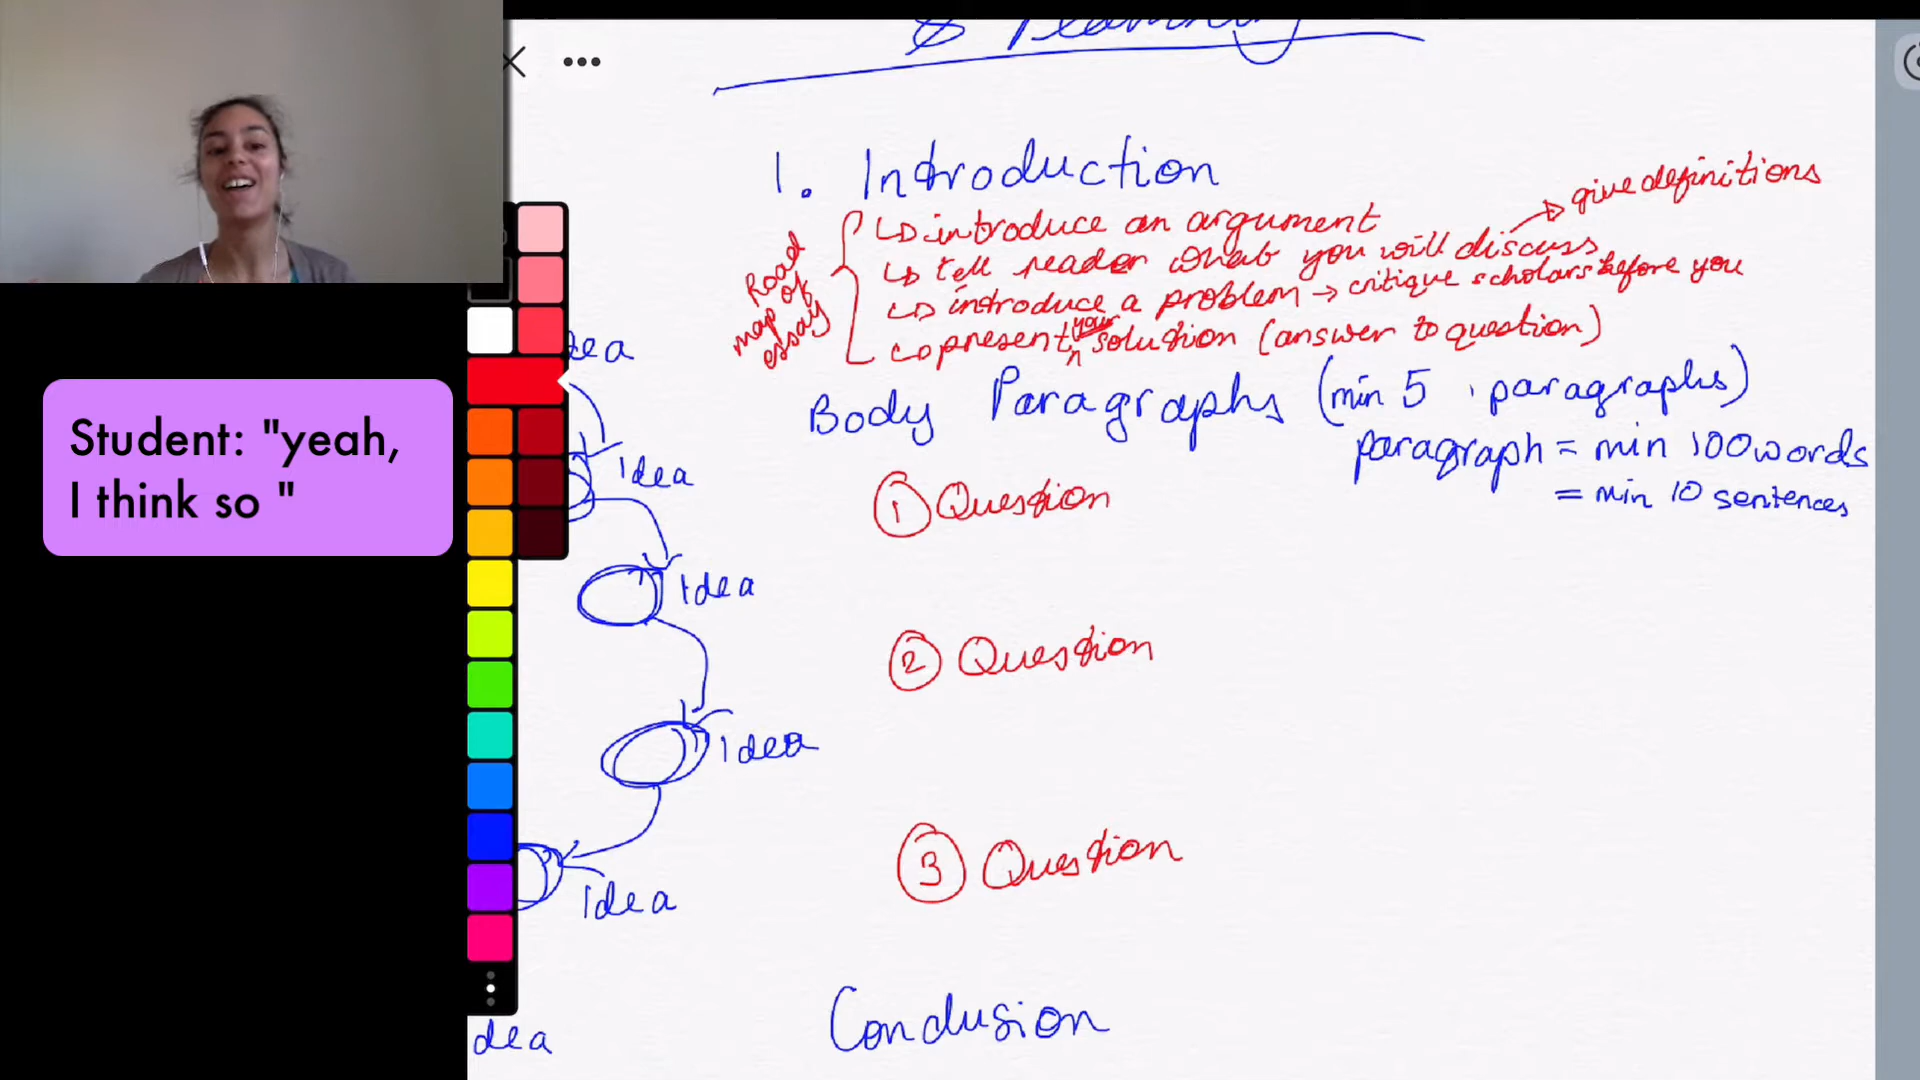 & Planning
1. Introduction
give definitions
Road map of essay
↳ introduce an argument
↳ tell reader what you will discuss
↳ introduce a problem → critique scholars before you
↳ present your solution (answer to question)
Body Paragraphs (min 5 paragraphs)
paragraph = min 100 words
= min 10 sentences
Student: "yeah,
I think so "
Idea
① Question
Idea
② Question
Idea
③ Question
Idea
Conclusion